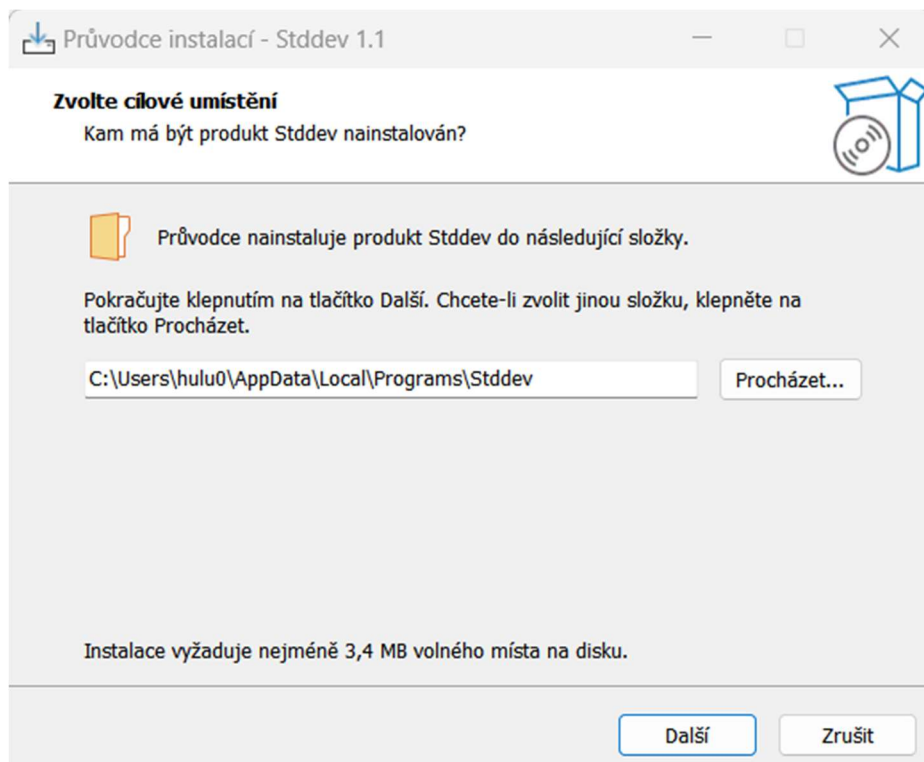 Průvodce instalací - Stddev 1.1
Zvolte cílové umístění
Kam má být produkt Stddev nainstalován?
Průvodce nainstaluje produkt Stddev do následující složky.
Pokračujte klepnutím na tlačítko Další. Chcete-li zvolit jinou složku, klepněte na
tlačítko Procházet.
C:\Users\hulu0\AppData\Local\Programs\Stddev
Procházet...
Instalace vyžaduje nejméně 3,4 MB volného místa na disku.
Další
Zrušit